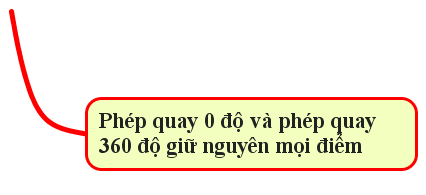 Phép quay 0 độ và phép quay
360 độ giữ nguyên mọi điểm